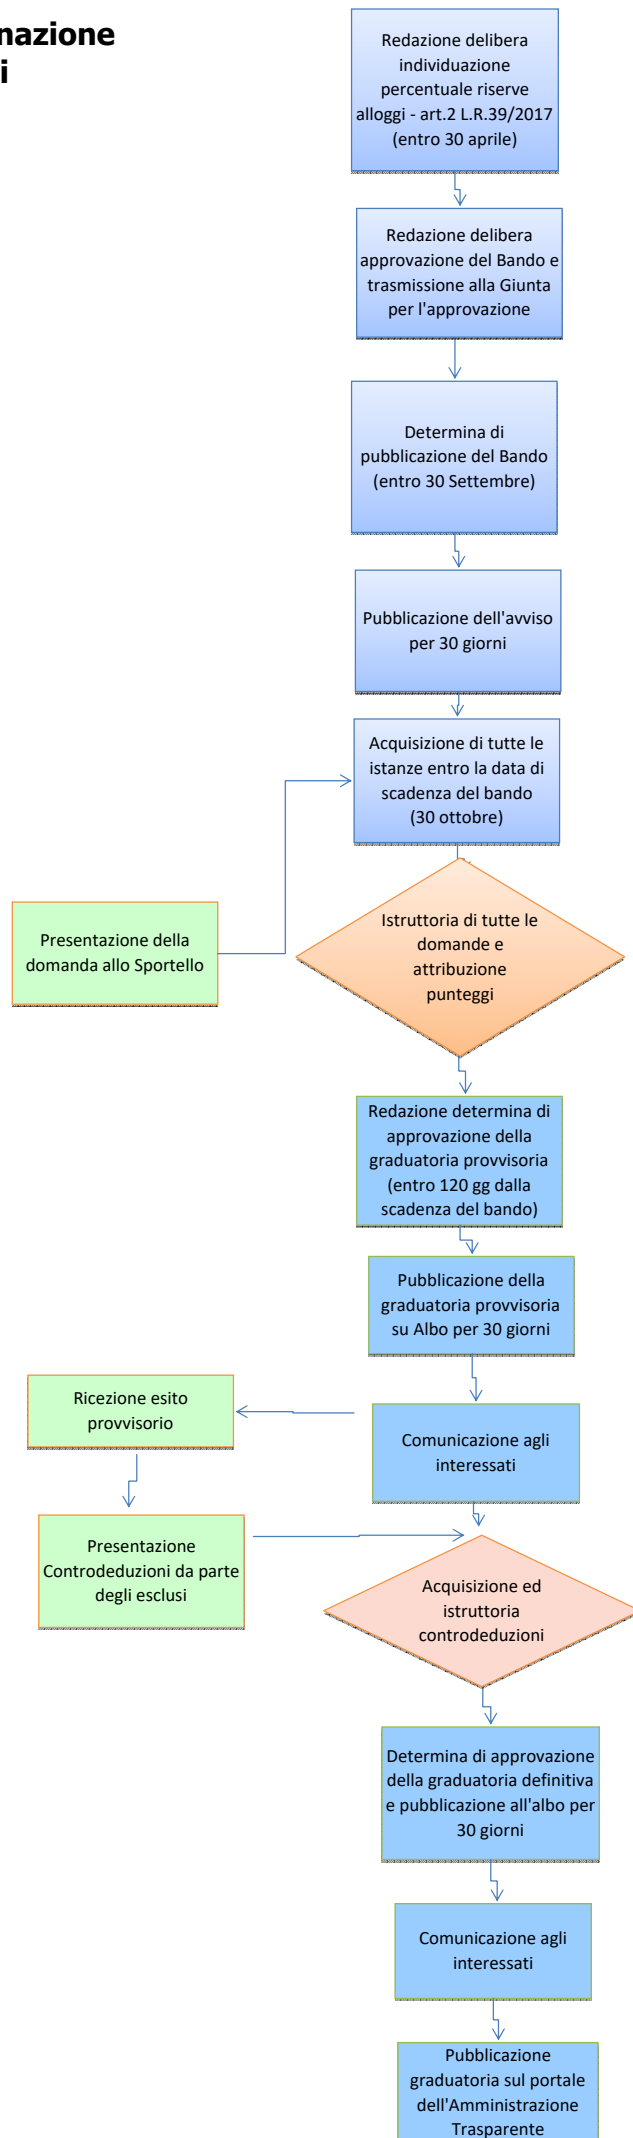 nazione
i
Redazione delibera
individuazione
percentuale riserve
alloggi - art.2 L.R.39/2017
(entro 30 aprile)
Redazione delibera
approvazione del Bando e
trasmissione alla Giunta
per l'approvazione
Determina di
pubblicazione del Bando
(entro 30 Settembre)
Pubblicazione dell'avviso
per 30 giorni
Acquisizione di tutte le
istanze entro la data di
scadenza del bando
(30 ottobre)
Presentazione della
domanda allo Sportello
Istruttoria di tutte le
domande e
attribuzione
punteggi
Redazione determina di
approvazione della
graduatoria provvisoria
(entro 120 gg dalla
scadenza del bando)
Pubblicazione della
graduatoria provvisoria
su Albo per 30 giorni
Ricezione esito
provvisorio
Comunicazione agli
interessati
Presentazione
Controdeduzioni da parte
degli esclusi
Acquisizione ed
istruttoria
controdeduzioni
Determina di approvazione
della graduatoria definitiva
e pubblicazione all'albo per
30 giorni
Comunicazione agli
interessati
Pubblicazione
graduatoria sul portale
dell'Amministrazione
Trasparente